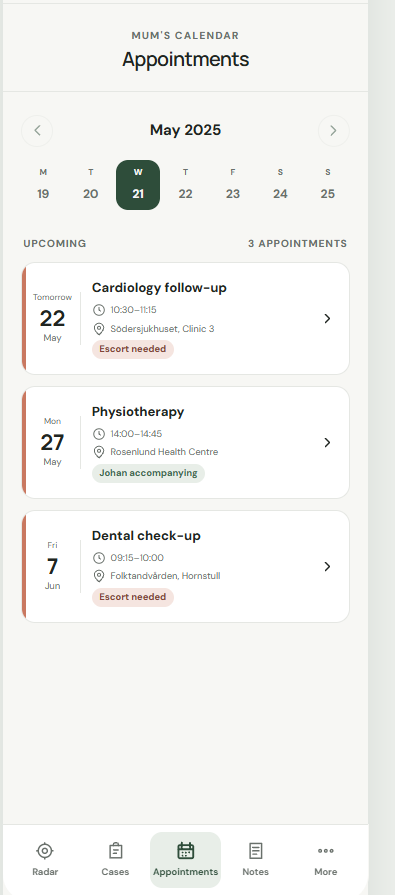 MUM'S CALENDAR
Appointments
May 2025
M T W T F S S
19 20 21 22 23 24 25
UPCOMING 3 APPOINTMENTS
Tomorrow
22
May
Cardiology follow-up
10:30–11:15
Södersjukhuset, Clinic 3
Escort needed
Mon
27
May
Physiotherapy
14:00–14:45
Rosenlund Health Centre
Johan accompanying
Fri
7
Jun
Dental check-up
09:15–10:00
Folktandvården, Hornstull
Escort needed
Radar Cases Appointments Notes More